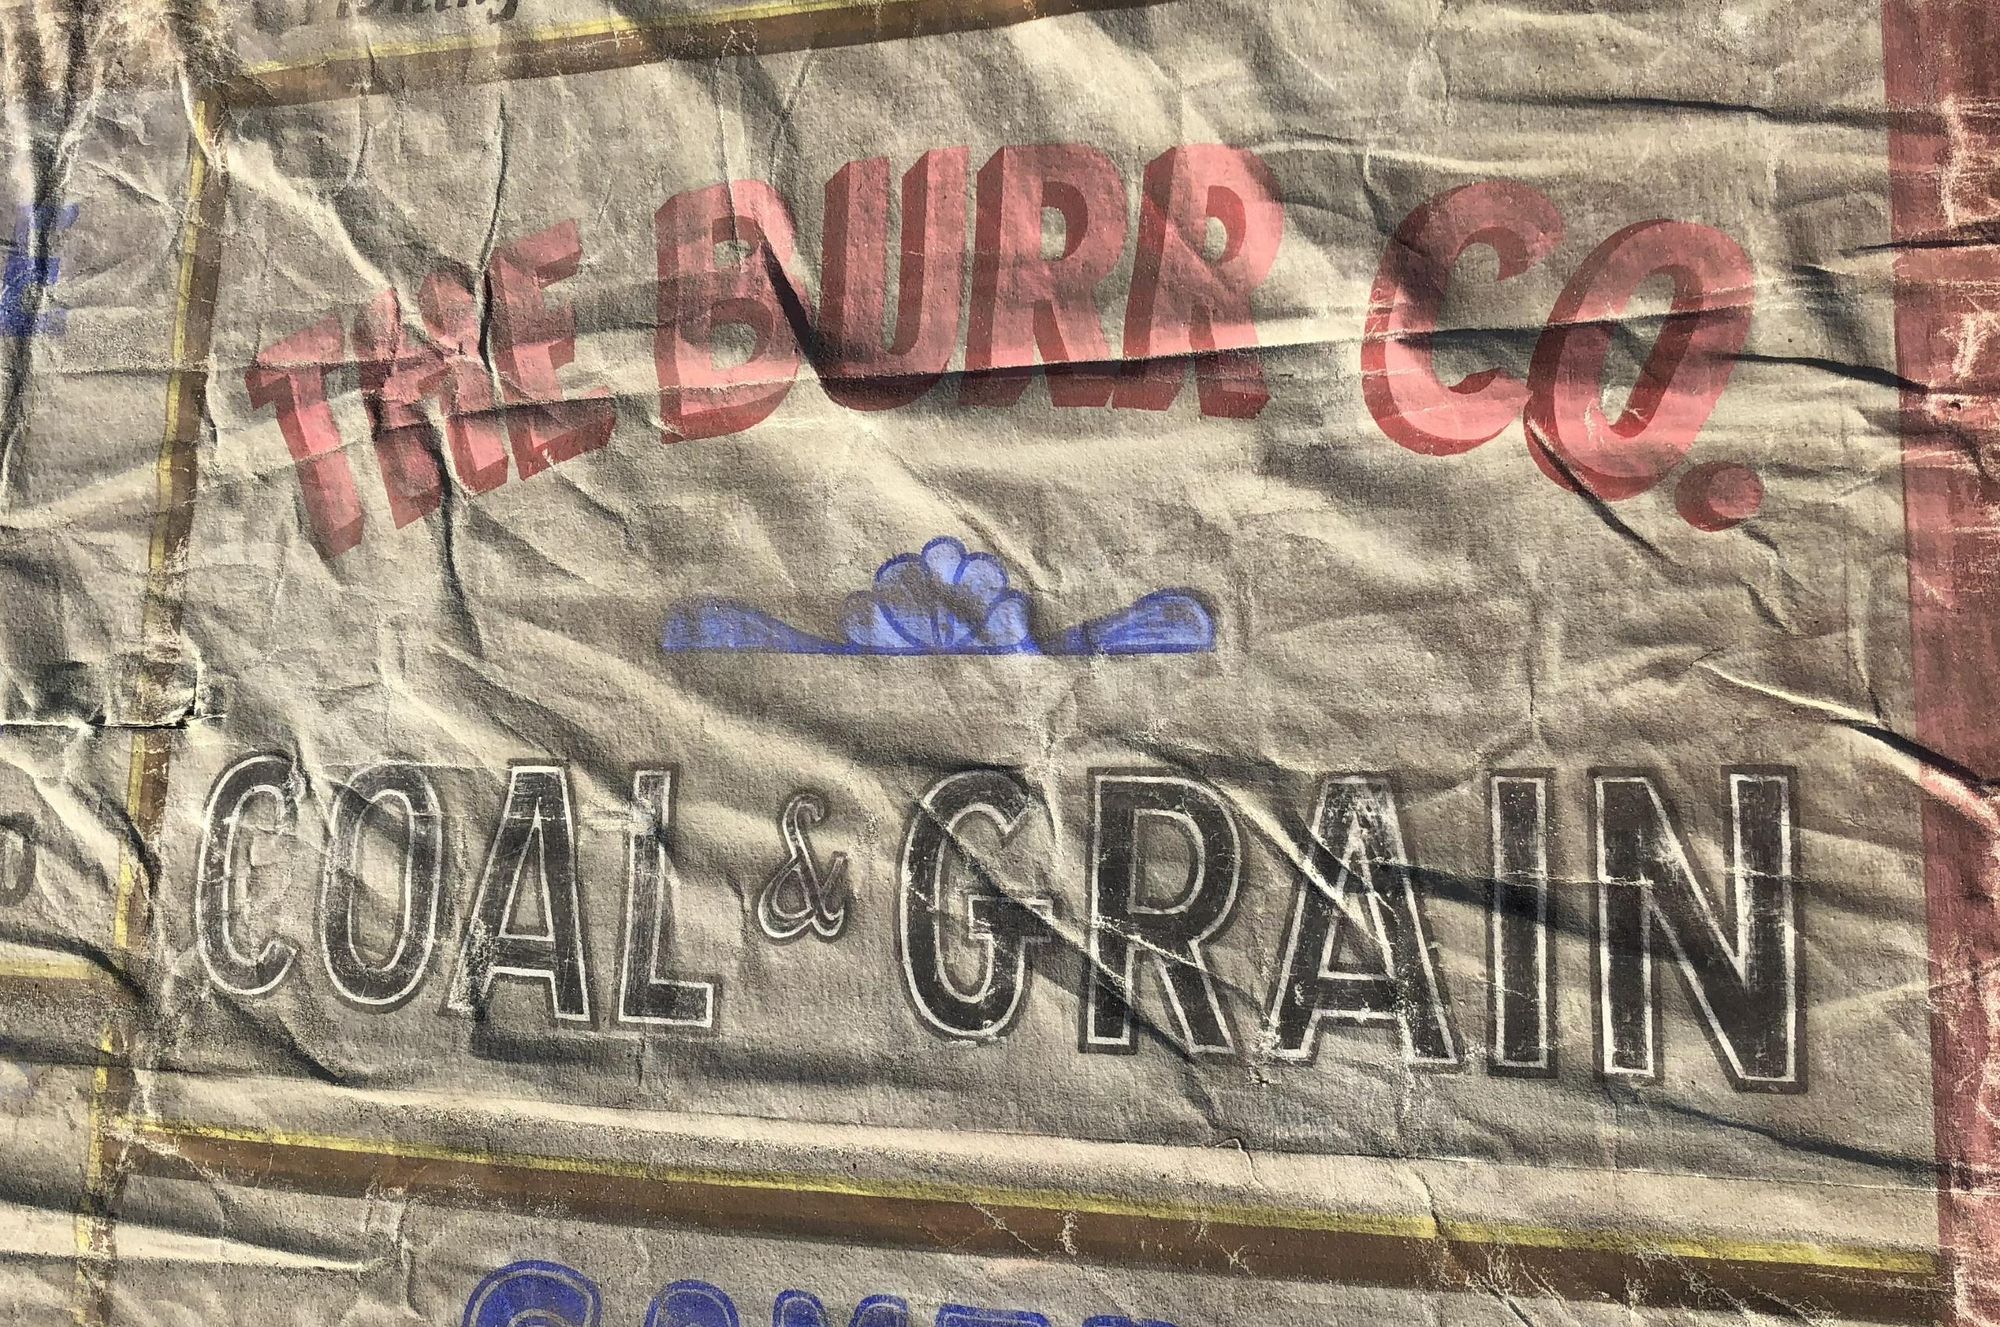 THE BURR CO.
COAL & GRAIN